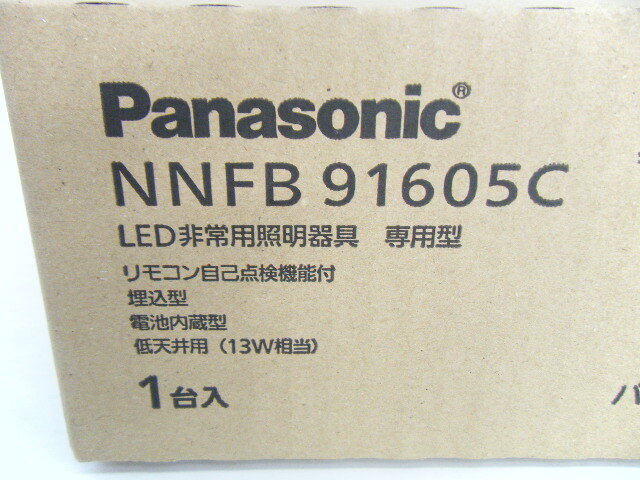 Panasonic®
NNFB 91605C
LED非常用照明器具 専用型
リモコン自己点検機能付
埋込型
電池内蔵型
低天井用（13W相当）
1台入
パ